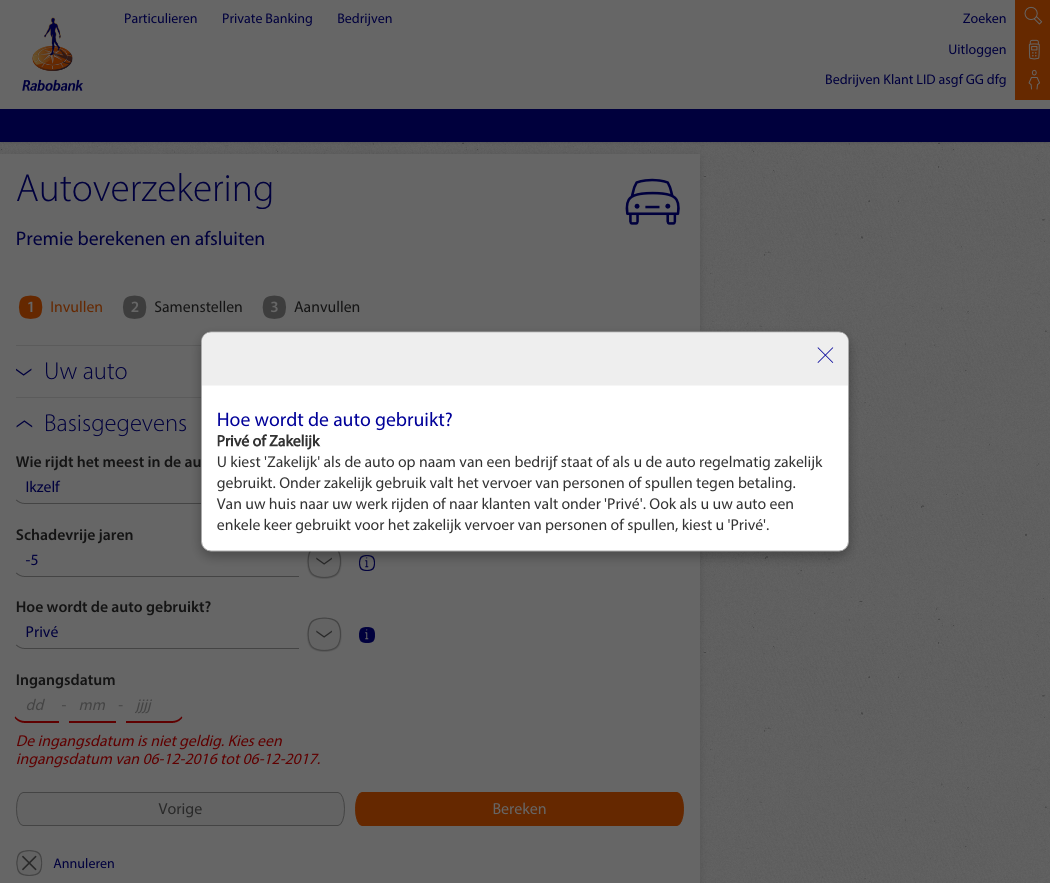 Particulieren Private Banking Bedrijven
Zoeken
Uitloggen
Bedrijven Klant LID asgf GG dfg
Rabobank
Autoverzekering
Premie berekenen en afsluiten
1 Invullen 2 Samenstellen 3 Aanvullen
Uw auto
Basisgegevens
Hoe wordt de auto gebruikt?
Privé of Zakelijk
U kiest 'Zakelijk' als de auto op naam van een bedrijf staat of als u de auto regelmatig zakelijk
gebruikt. Onder zakelijk gebruik valt het vervoer van personen of spullen tegen betaling.
Van uw huis naar uw werk rijden of naar klanten valt onder 'Privé'. Ook als u uw auto een
enkele keer gebruikt voor het zakelijk vervoer van personen of spullen, kiest u 'Privé'.
Wie rijdt het meest in de au
Ikzelf
Schadevrije jaren
-5
i
Hoe wordt de auto gebruikt?
Privé
i
Ingangsdatum
dd - mm - jjjj
De ingangsdatum is niet geldig. Kies een
ingangsdatum van 06-12-2016 tot 06-12-2017.
Vorige Bereken
Annuleren